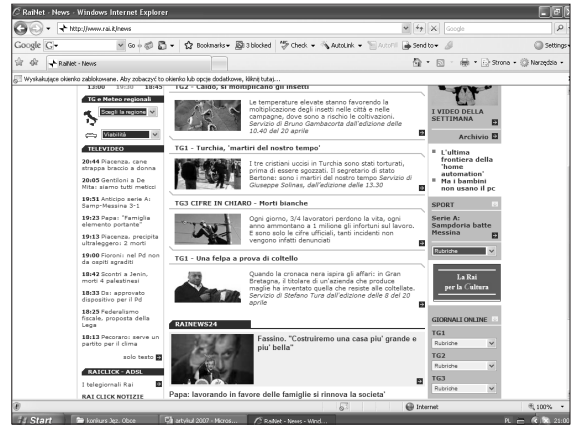 RaiNet - News - Windows Internet Explorer
http://www.rai.it/news
Google
Google G
Go
Bookmarks
3 blocked
Check
AutoLink
AutoFill
Send to
Settings
RaiNet - News
Strona
Narzędzia
Wyskakujące okienko zablokowane. Aby zobaczyć to okienko lub opcje dodatkowe, kliknij tutaj...
13:00 19:30 18:45
TG e Meteo regionali
Scegli la regione
Viabilità
TELEVIDEO
20:44 Piacenza, cane
strappa braccio a donna
20:05 Gentiloni a De
Mita: siamo tutti meticci
19:51 Anticipo serie A:
Samp-Messina 3-1
19:23 Papa: "Famiglia
elemento portante"
19:13 Piacenza, precipita
ultraleggero: 2 morti
19:00 Fioroni: nel Pd non
da ospiti sgraditi
18:42 Scontri a Jenin,
morti 4 palestinesi
18:33 Ds: approvato
dispositivo per il Pd
18:25 Federalismo
fiscale, proposta della
Lega
18:13 Pecoraro: serve un
partito per il clima
solo testo
RAICLICK - ADSL
I telegiornali Rai
RAI CLICK NOTIZIE
TG2 - Caldo, si moltiplicano gli insetti
Le temperature elevate stanno favorendo la
moltiplicazione degli insetti nelle città e nelle
campagne, dove sono a rischio le coltivazioni.
Servizio di Bruno Gambacorta dall'edizione delle
10.40 del 20 aprile
TG1 - Turchia, 'martiri del nostro tempo'
I tre cristiani uccisi in Turchia sono stati torturati,
prima di essere sgozzati. Il segretario di stato
Bertone: sono i martiri del nostro tempo Servizio di
Giuseppe Solinas, dall'edizione delle 13.30
TG3 CIFRE IN CHIARO - Morti bianche
Ogni giorno, 3/4 lavoratori perdono la vita, ogni
anno ammontano a 1 milione gli infortuni sul lavoro.
E sono solo le cifre ufficiali, tanti incidenti non
vengono infatti denunciati
TG1 - Una felpa a prova di coltello
Quando la cronaca nera ispira gli affari: in Gran
Bretagna, il titolare di un'azienda che produce
maglie ha inventato quella che resiste alle coltellate.
Servizio di Stefano Tura dall'edizione delle 8 del 20
aprile
RAINEWS24
Fassino. "Costruiremo una casa piu' grande e
piu' bella"
Papa: lavorando in favore delle famiglie si rinnova la societa'
I VIDEO DELLA
SETTIMANA
Archivio
L'ultima
frontiera della
'home
automation'
Ma i bambini
non usano il pc
SPORT
Serie A:
Sampdoria batte
Messina
Rubriche
La Rai
per la Cultura
GIORNALI ONLINE
TG1
Rubriche
TG2
Rubriche
TG3
Rubriche
Internet
100%
Start
konkurs Jęz. Obce
artykuł 2007 - Micros...
RaiNet - News - Wind...
PL
21:00